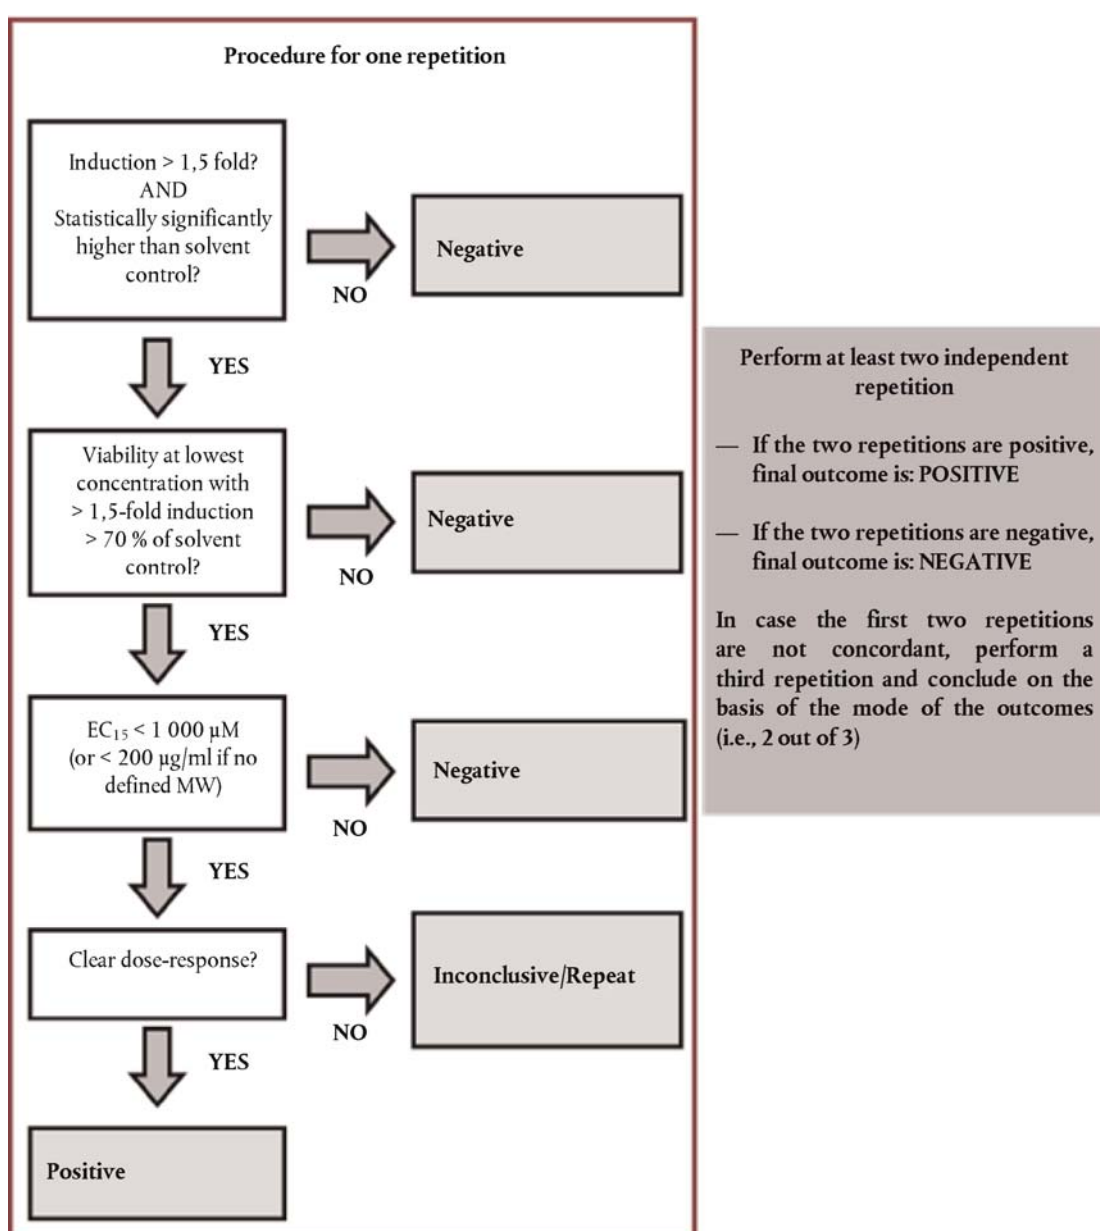 Procedure for one repetition
Induction > 1,5 fold?
AND
Statistically significantly
higher than solvent
control?
NO
Negative
YES
Viability at lowest
concentration with
> 1,5-fold induction
> 70 % of solvent
control?
NO
Negative
YES
EC₁₅ < 1 000 µM
(or < 200 µg/ml if no
defined MW)
NO
Negative
YES
Clear dose-response?
NO
Inconclusive/Repeat
YES
Positive
Perform at least two independent
repetition
— If the two repetitions are positive,
final outcome is: POSITIVE
— If the two repetitions are negative,
final outcome is: NEGATIVE
In case the first two repetitions
are not concordant, perform a
third repetition and conclude on the
basis of the mode of the outcomes
(i.e., 2 out of 3)